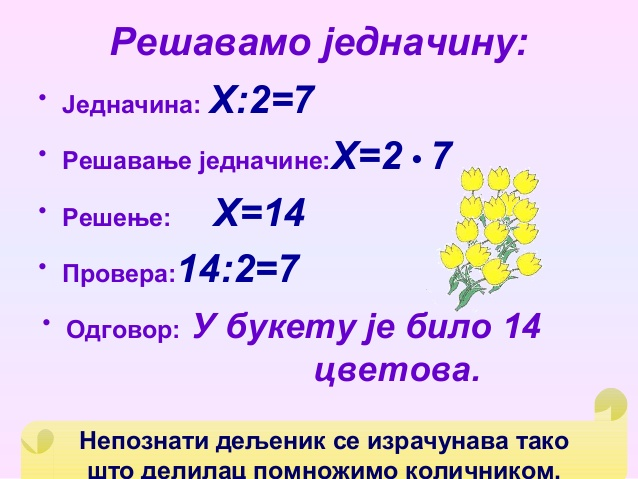 Решавамо једначину:
• Једначина: X:2=7
• Решавање једначине:X=2 • 7
• Решење: X=14
• Провера:14:2=7
• Одговор: У букету је било 14
цветова.
Непознати дељеник се израчунава тако
што делилац помножимо количником.